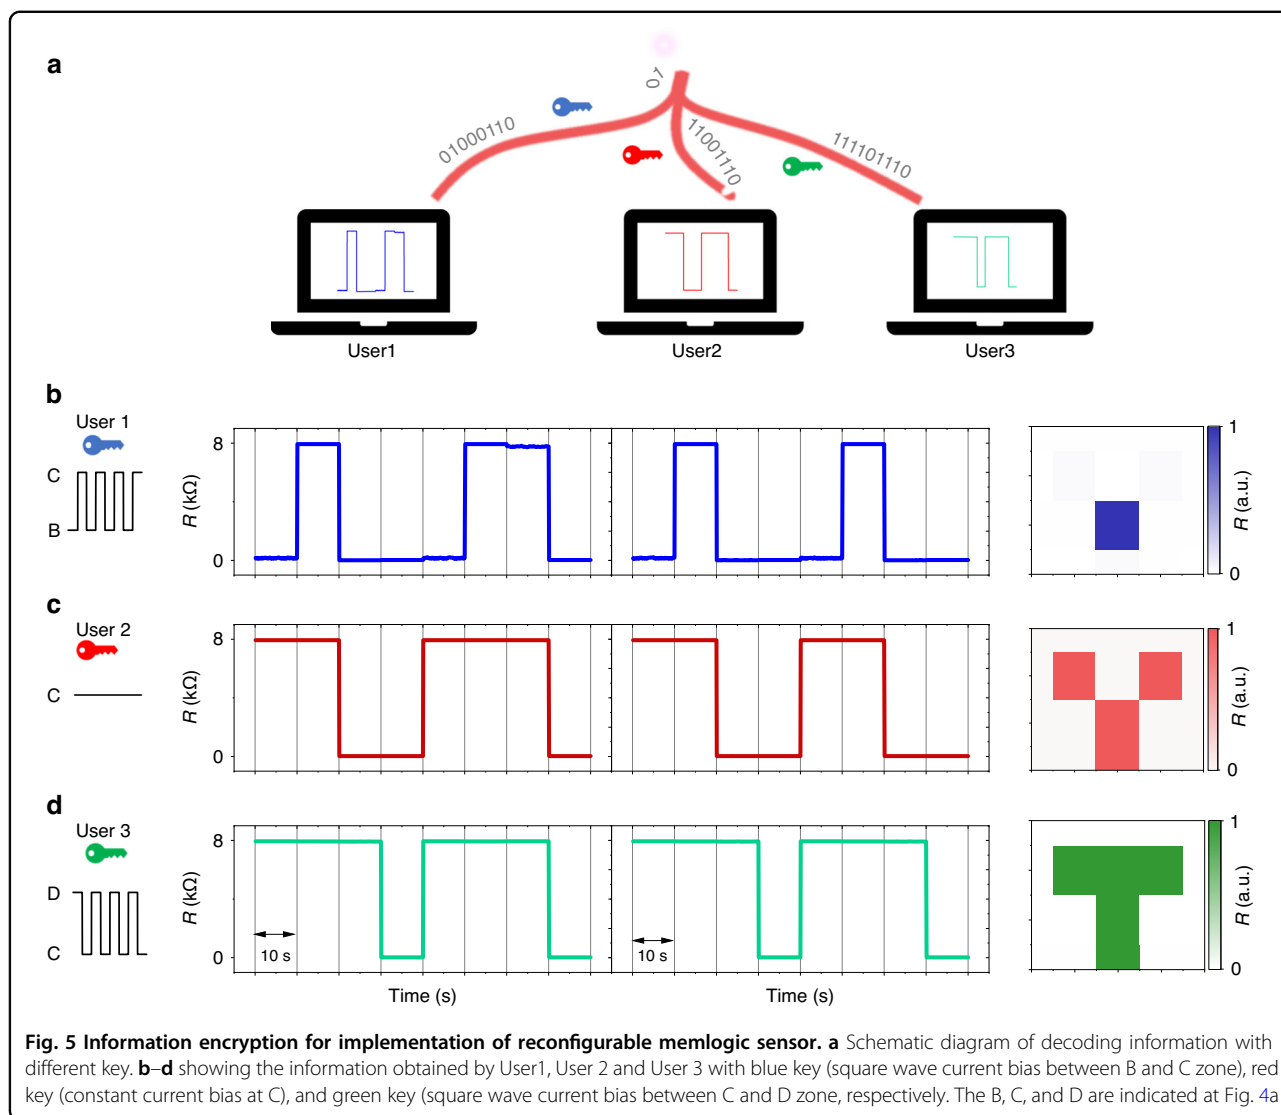 a
01
01000110
11001110
111101110
User1
User2
User3
b
User 1
C
B
R (kΩ)
8
0
1
R (a.u.)
0
c
User 2
C
R (kΩ)
8
0
1
R (a.u.)
0
d
User 3
D
C
R (kΩ)
8
0
10 s
10 s
Time (s)
Time (s)
1
R (a.u.)
0
Fig. 5 Information encryption for implementation of reconfigurable memlogic sensor. a Schematic diagram of decoding information with
different key. b–d showing the information obtained by User1, User 2 and User 3 with blue key (square wave current bias between B and C zone), red
key (constant current bias at C), and green key (square wave current bias between C and D zone, respectively. The B, C, and D are indicated at Fig. 4a